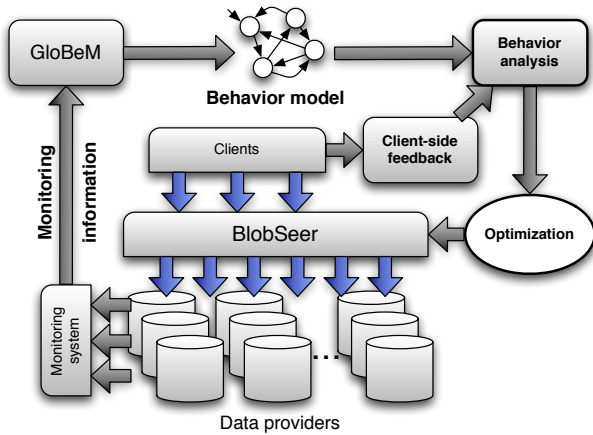 GloBeM
Behavior model
Behavior
analysis
Clients
Client-side
feedback
Monitoring
information
BlobSeer
Optimization
Monitoring
system
...
Data providers